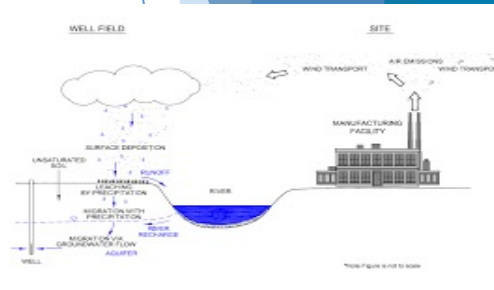 WELL FIELD
SITE
AIR EMISSIONS
WIND TRANSPORT
WIND TRANSPO
MANUFACTURING
FACILITY
SURFACE DEPOSITION
UNSATURATED
SOIL
RUNOFF
LEACHING
BY PRECIPITATION
RIVER
MIGRATION WITH
PRECIPITATION
RIVER
RECHARGE
MIGRATION VIA
GROUNDWATER FLOW
AQUIFER
WELL
*Note: Figure is not to scale